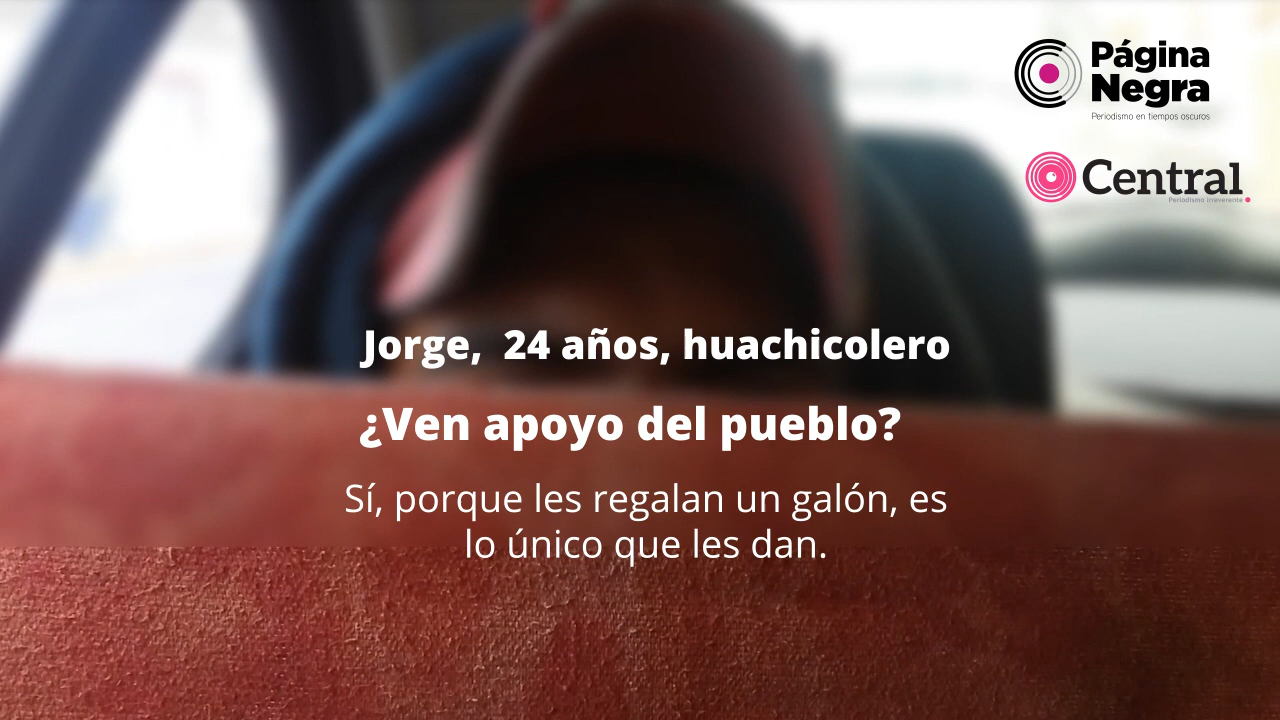 Página
Negra
Periodismo en tiempos oscuros
Central
Periodismo irreverente
Jorge, 24 años, huachicolero
¿Ven apoyo del pueblo?
Sí, porque les regalan un galón, es
lo único que les dan.